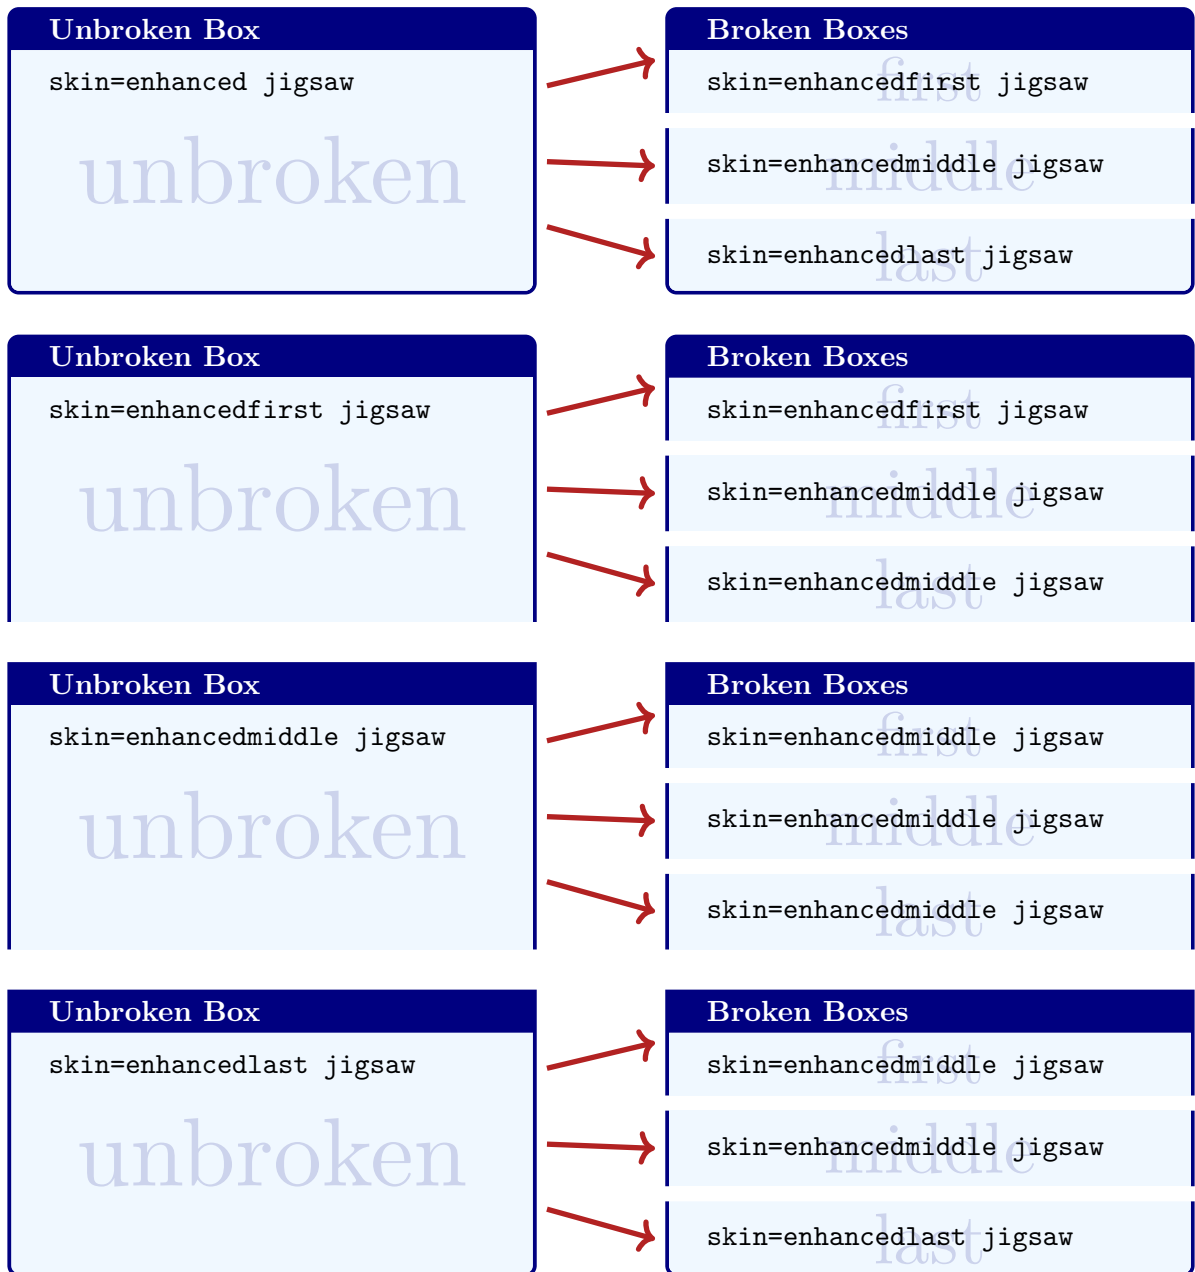 Unbroken Box
skin=enhanced jigsaw
unbroken
Broken Boxes
first
skin=enhancedfirst jigsaw
middle
skin=enhancedmiddle jigsaw
last
skin=enhancedlast jigsaw
Unbroken Box
skin=enhancedfirst jigsaw
unbroken
Broken Boxes
first
skin=enhancedfirst jigsaw
middle
skin=enhancedmiddle jigsaw
last
skin=enhancedmiddle jigsaw
Unbroken Box
skin=enhancedmiddle jigsaw
unbroken
Broken Boxes
first
skin=enhancedmiddle jigsaw
middle
skin=enhancedmiddle jigsaw
last
skin=enhancedmiddle jigsaw
Unbroken Box
skin=enhancedlast jigsaw
unbroken
Broken Boxes
first
skin=enhancedmiddle jigsaw
middle
skin=enhancedmiddle jigsaw
last
skin=enhancedlast jigsaw